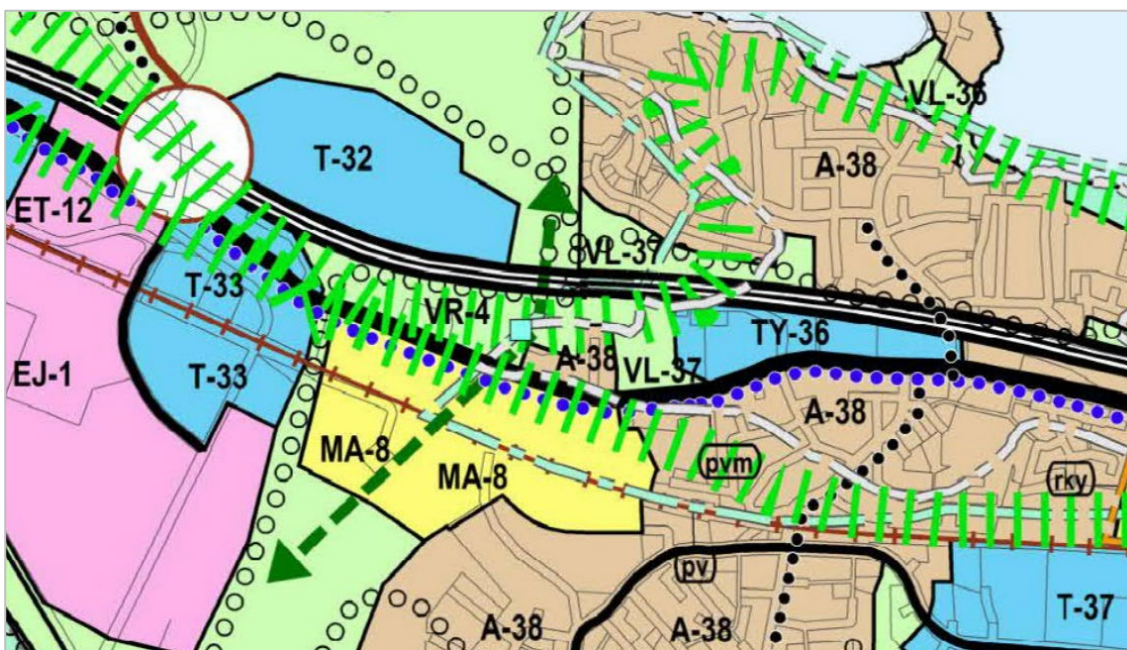 VL-36
T-32
A-38
ET-12
VL-37
T-33
VR-4
TY-36
A-38
VL-37
EJ-1
T-33
A-38
MA-8
MA-8
pvm
rky
pv
T-37
A-38
A-38